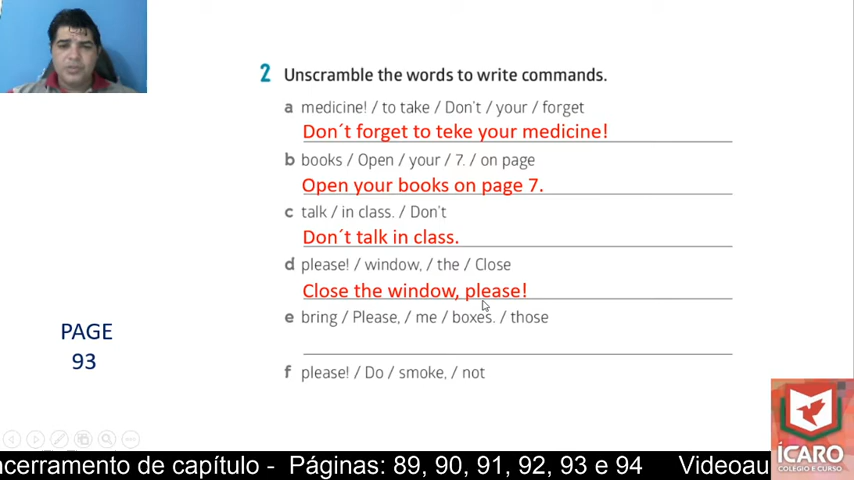 2 Unscramble the words to write commands.
a medicine! / to take / Don't / your / forget
Don´t forget to teke your medicine!
b books / Open / your / 7. / on page
Open your books on page 7.
c talk / in class. / Don't
Don´t talk in class.
d please! / window, / the / Close
Close the window, please!
e bring / Please, / me / boxes. / those
f please! / Do / smoke, / not
PAGE
93
ÍCARO
COLÉGIO E CURSO
ncerramento de capítulo - Páginas: 89, 90, 91, 92, 93 e 94 Videoau